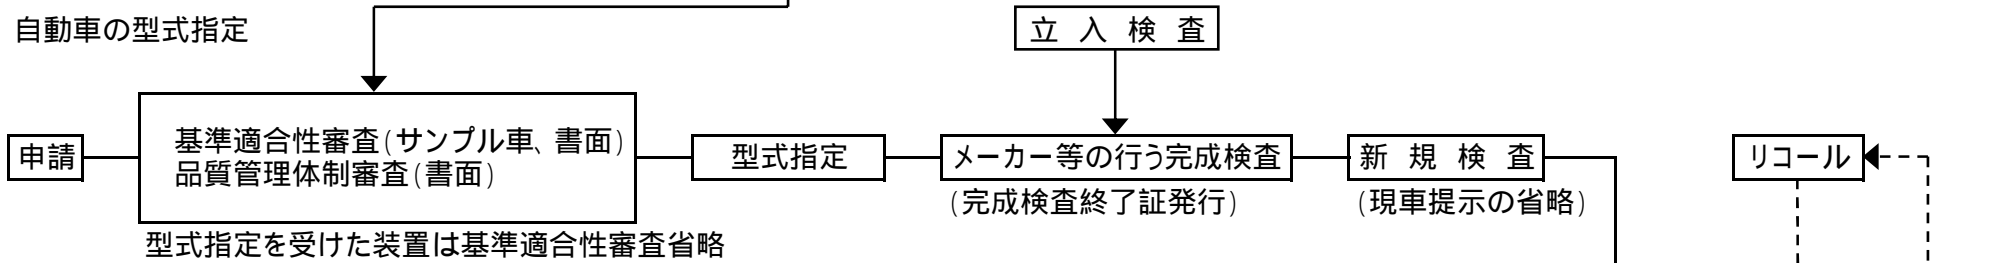 自動車の型式指定
立入検査
申請
基準適合性審査(サンプル車、書面)
品質管理体制審査(書面)
型式指定
メーカー等の行う完成検査
新規検査
リコール
(完成検査終了証発行)
(現車提示の省略)
型式指定を受けた装置は基準適合性審査省略